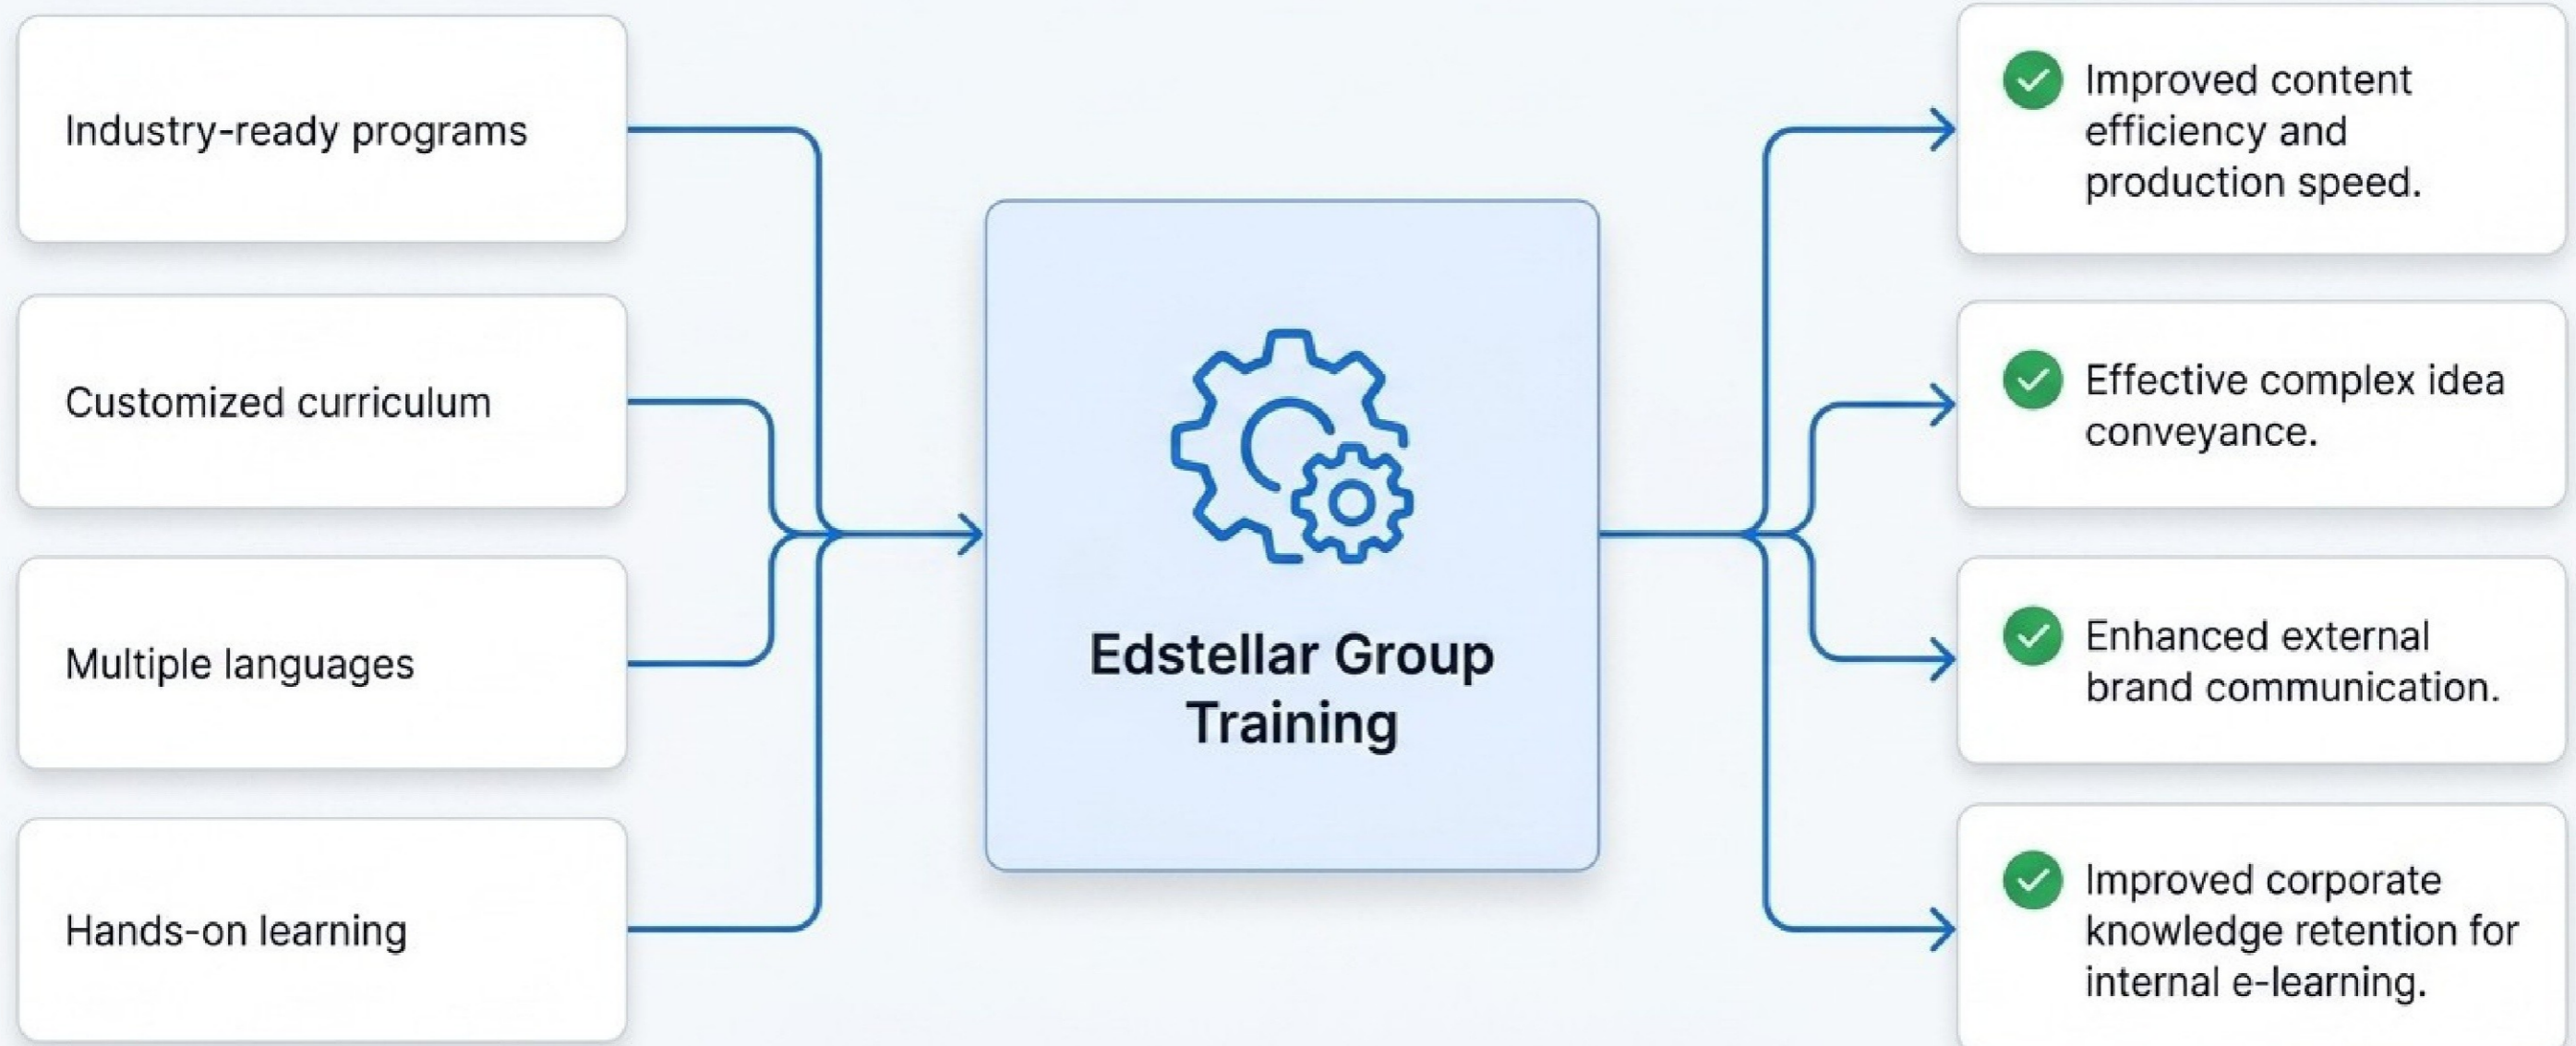 Industry-ready programs
Customized curriculum
Multiple languages
Hands-on learning
Edstellar Group
Training
Improved content
efficiency and
production speed.
Effective complex idea
conveyance.
Enhanced external
brand communication.
Improved corporate
knowledge retention for
internal e-learning.